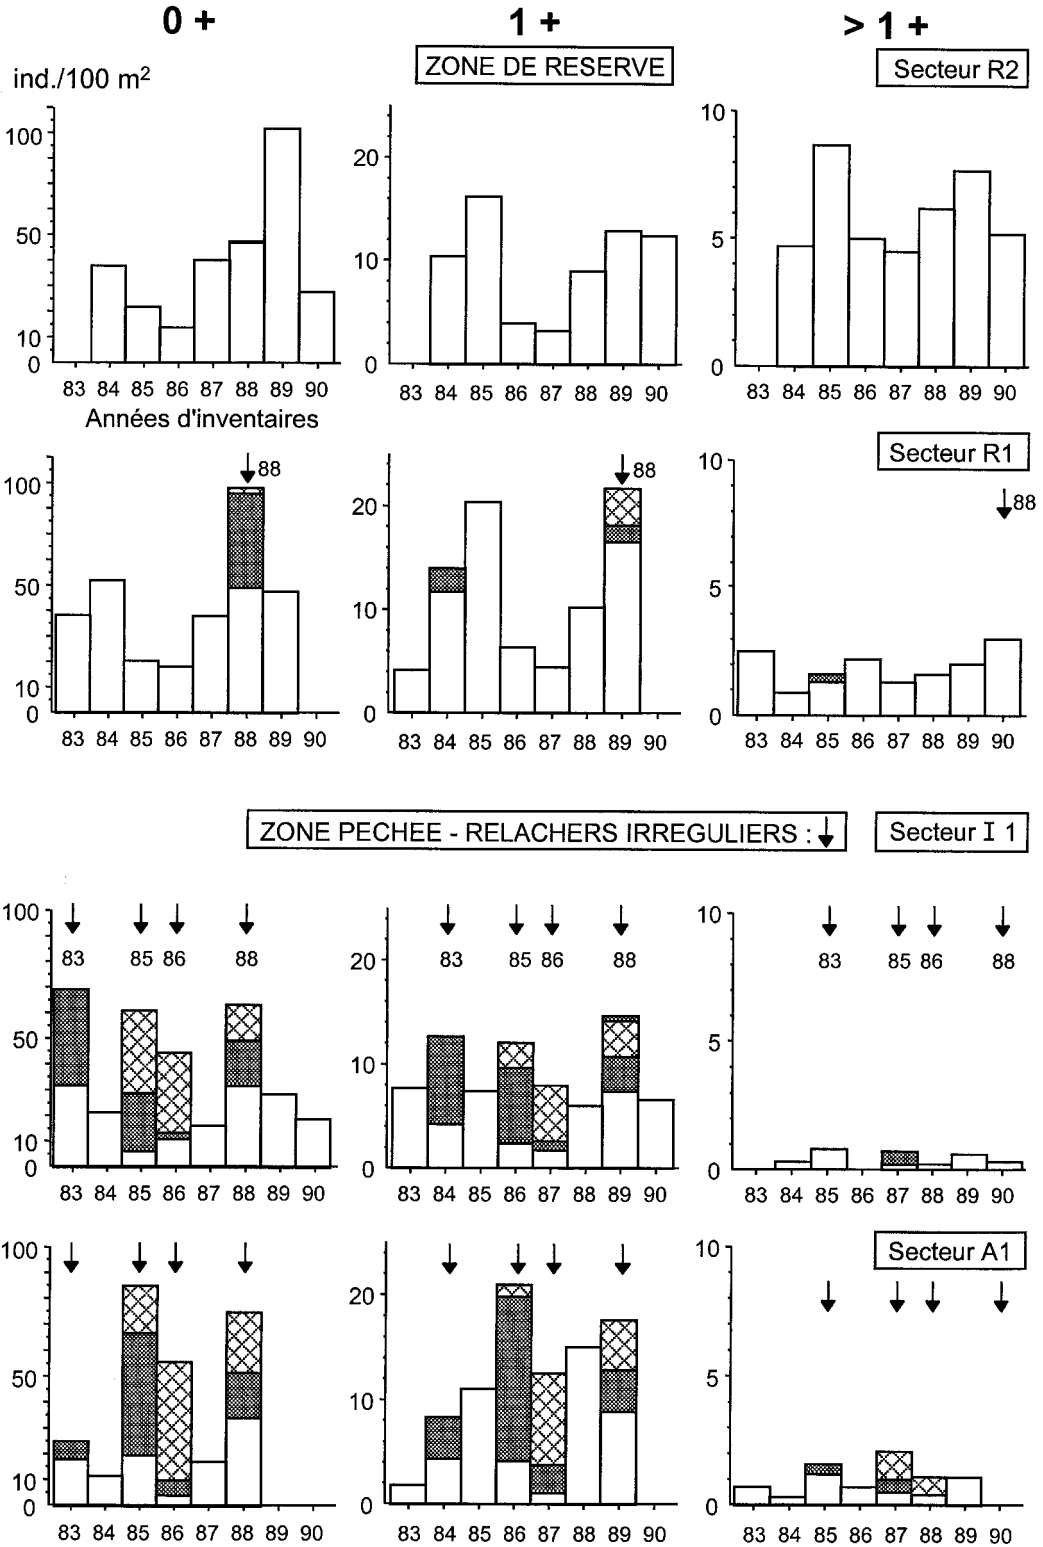 0 + 1 + > 1 +
ZONE DE RESERVE
Secteur R2
ind./100 m²
100 50 10 0
20 10 0
10 5 0
83 84 85 86 87 88 89 90
83 84 85 86 87 88 89 90
83 84 85 86 87 88 89 90
Années d'inventaires
Secteur R1
88
88
88
100 50 10 0
20 10 0
10 5 0
83 84 85 86 87 88 89 90
83 84 85 86 87 88 89 90
83 84 85 86 87 88 89 90
ZONE PECHEE - RELACHERS IRREGULIERS :
Secteur I 1
83 85 86 88
83 85 86 88
83 85 86 88
100 50 10 0
20 10 0
10 5 0
83 84 85 86 87 88 89 90
83 84 85 86 87 88 89 90
83 84 85 86 87 88 89 90
Secteur A1
100 50 10 0
20 10 0
10 5 0
83 84 85 86 87 88 89 90
83 84 85 86 87 88 89 90
83 84 85 86 87 88 89 90